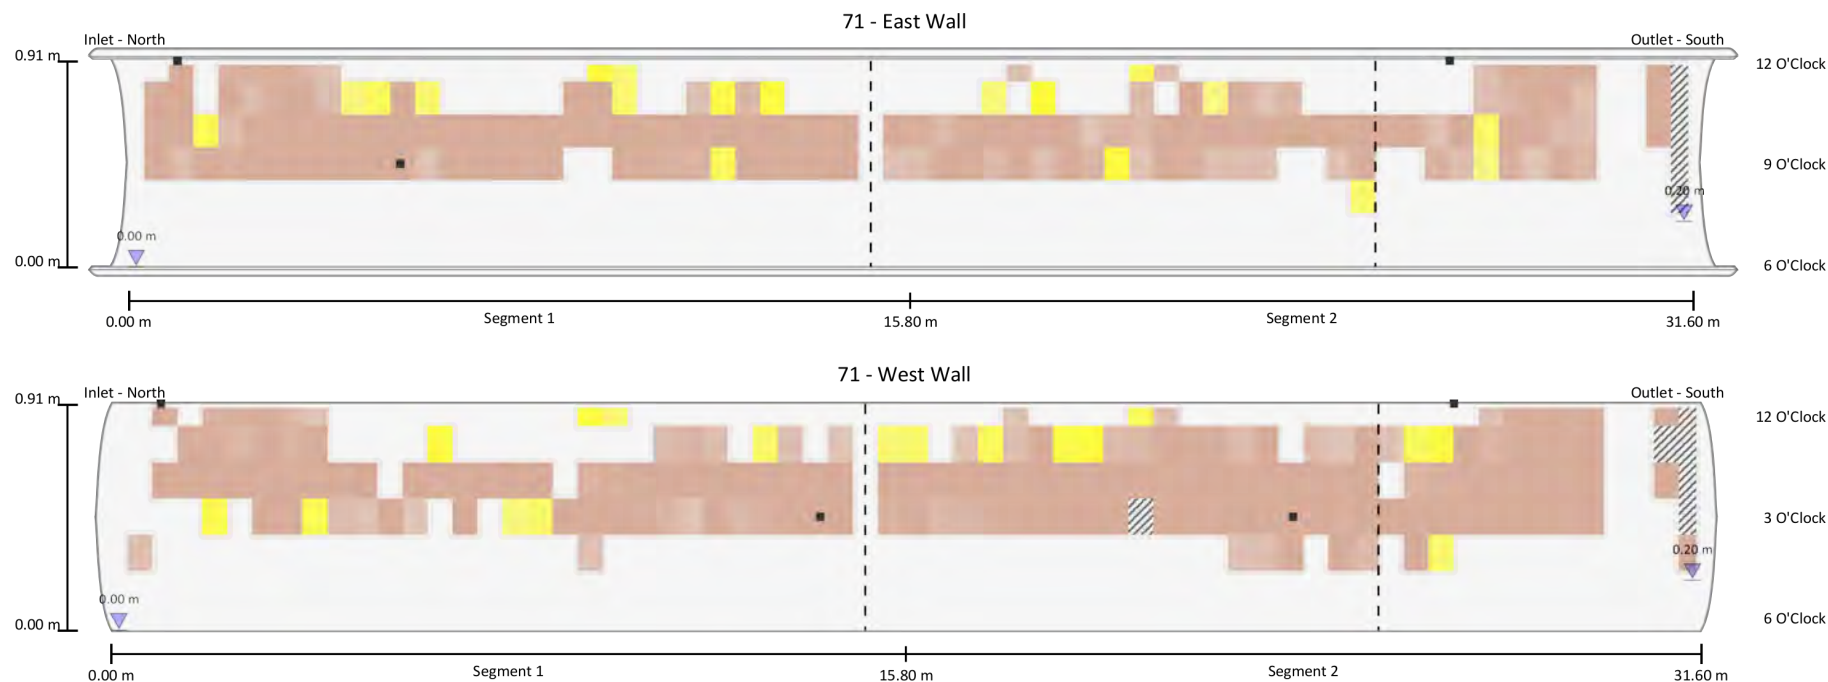 71 - East Wall
Inlet - North
Outlet - South
0.91 m
12 O'Clock
9 O'Clock
0.20 m
0.00 m
0.00 m
6 O'Clock
0.00 m
Segment 1
15.80 m
Segment 2
31.60 m
71 - West Wall
Inlet - North
Outlet - South
0.91 m
12 O'Clock
3 O'Clock
0.20 m
0.00 m
0.00 m
6 O'Clock
0.00 m
Segment 1
15.80 m
Segment 2
31.60 m